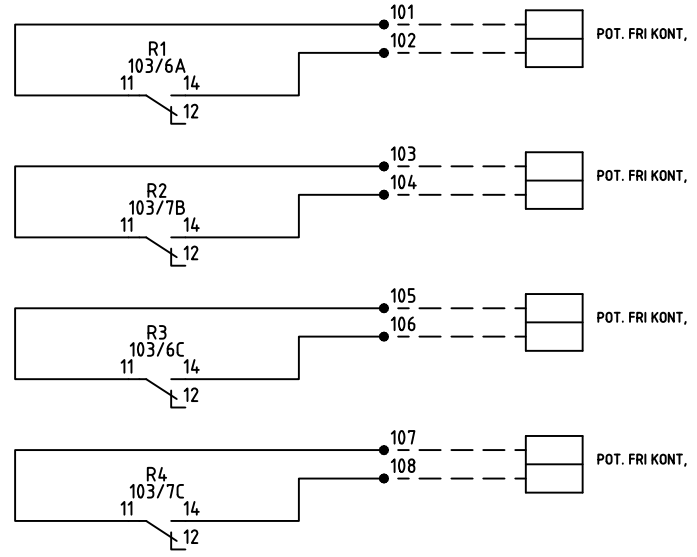 101
POT. FRI KONT,
102
R1
103/6A
11
14
12
103
POT. FRI KONT,
104
R2
103/7B
11
14
12
105
POT. FRI KONT,
106
R3
103/6C
11
14
12
107
POT. FRI KONT,
108
R4
103/7C
11
14
12